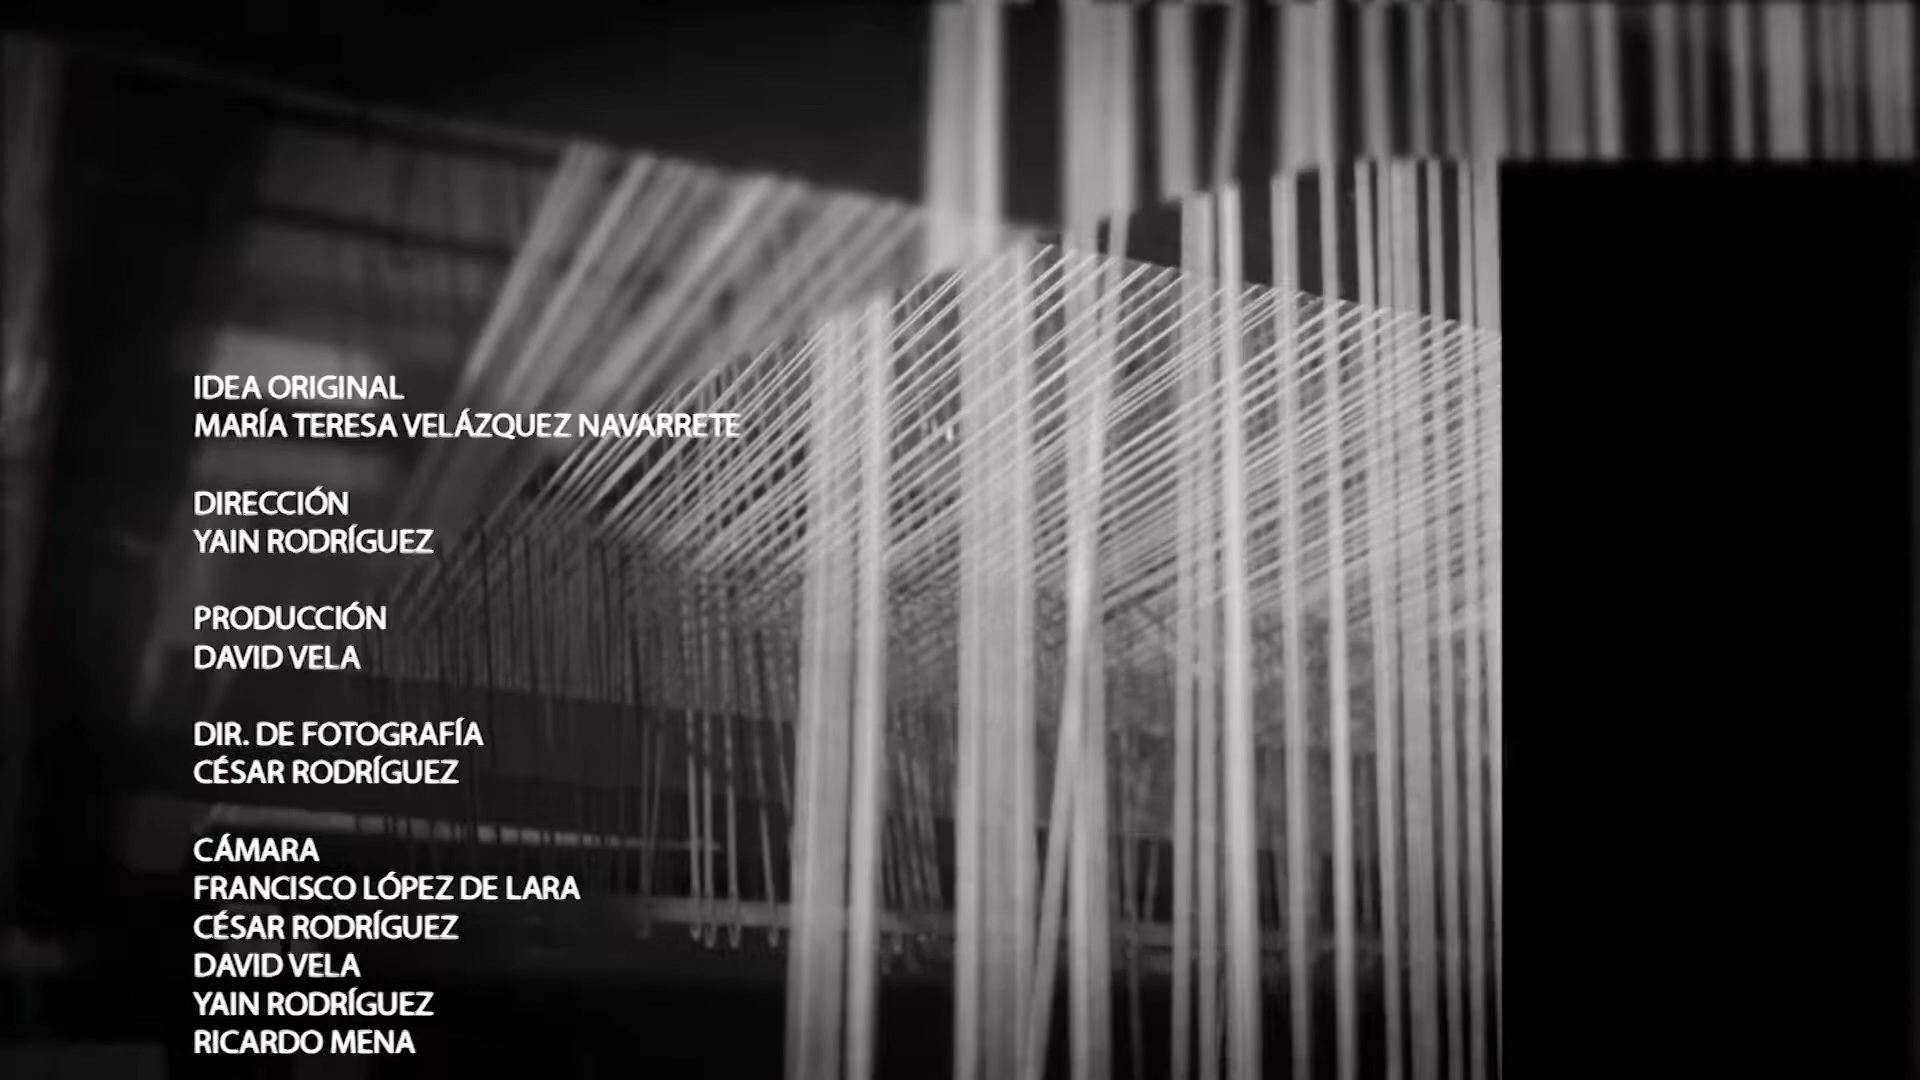 IDEA ORIGINAL
MARÍA TERESA VELÁZQUEZ NAVARRETE
DIRECCIÓN
YAIN RODRÍGUEZ
PRODUCCIÓN
DAVID VELA
DIR. DE FOTOGRAFÍA
CÉSAR RODRÍGUEZ
CÁMARA
FRANCISCO LÓPEZ DE LARA
CÉSAR RODRÍGUEZ
DAVID VELA
YAIN RODRÍGUEZ
RICARDO MENA